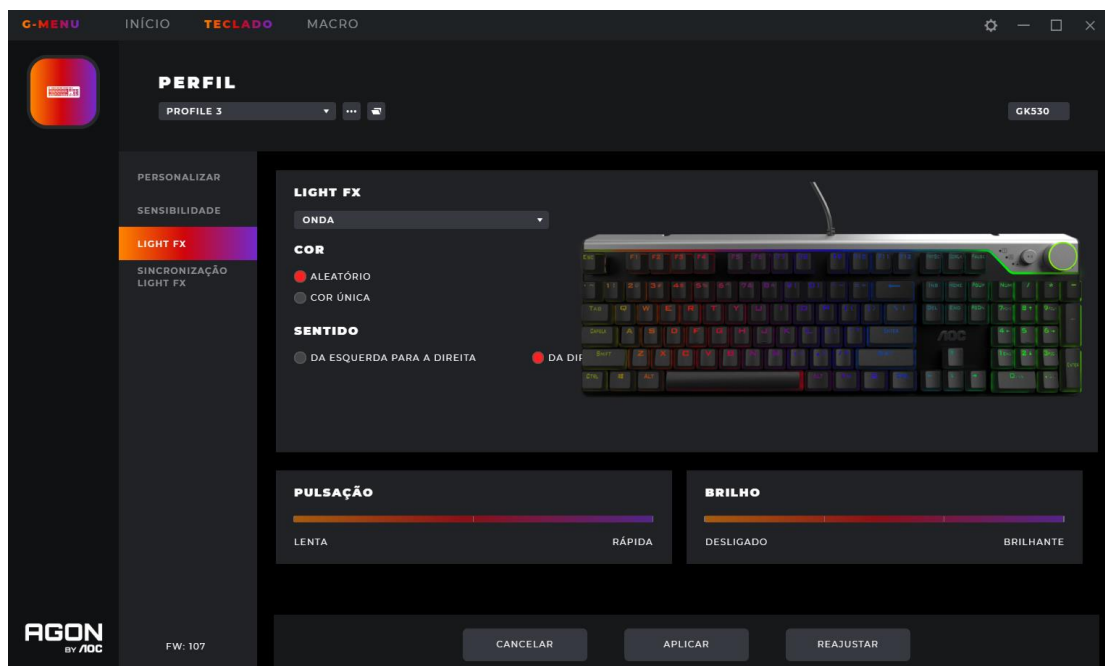 G-MENU INÍCIO TECLADO MACRO
PERFIL
PROFILE 3
GK530
PERSONALIZAR
SENSIBILIDADE
LIGHT FX
SINCRONIZAÇÃO
LIGHT FX
LIGHT FX
ONDA
COR
ALEATÓRIO
COR ÚNICA
SENTIDO
DA ESQUERDA PARA A DIREITA
DA DIR
AOC
PULSAÇÃO
LENTA RÁPIDA
BRILHO
DESLIGADO BRILHANTE
AGON
BY AOC
FW: 107
CANCELAR APLICAR REAJUSTAR